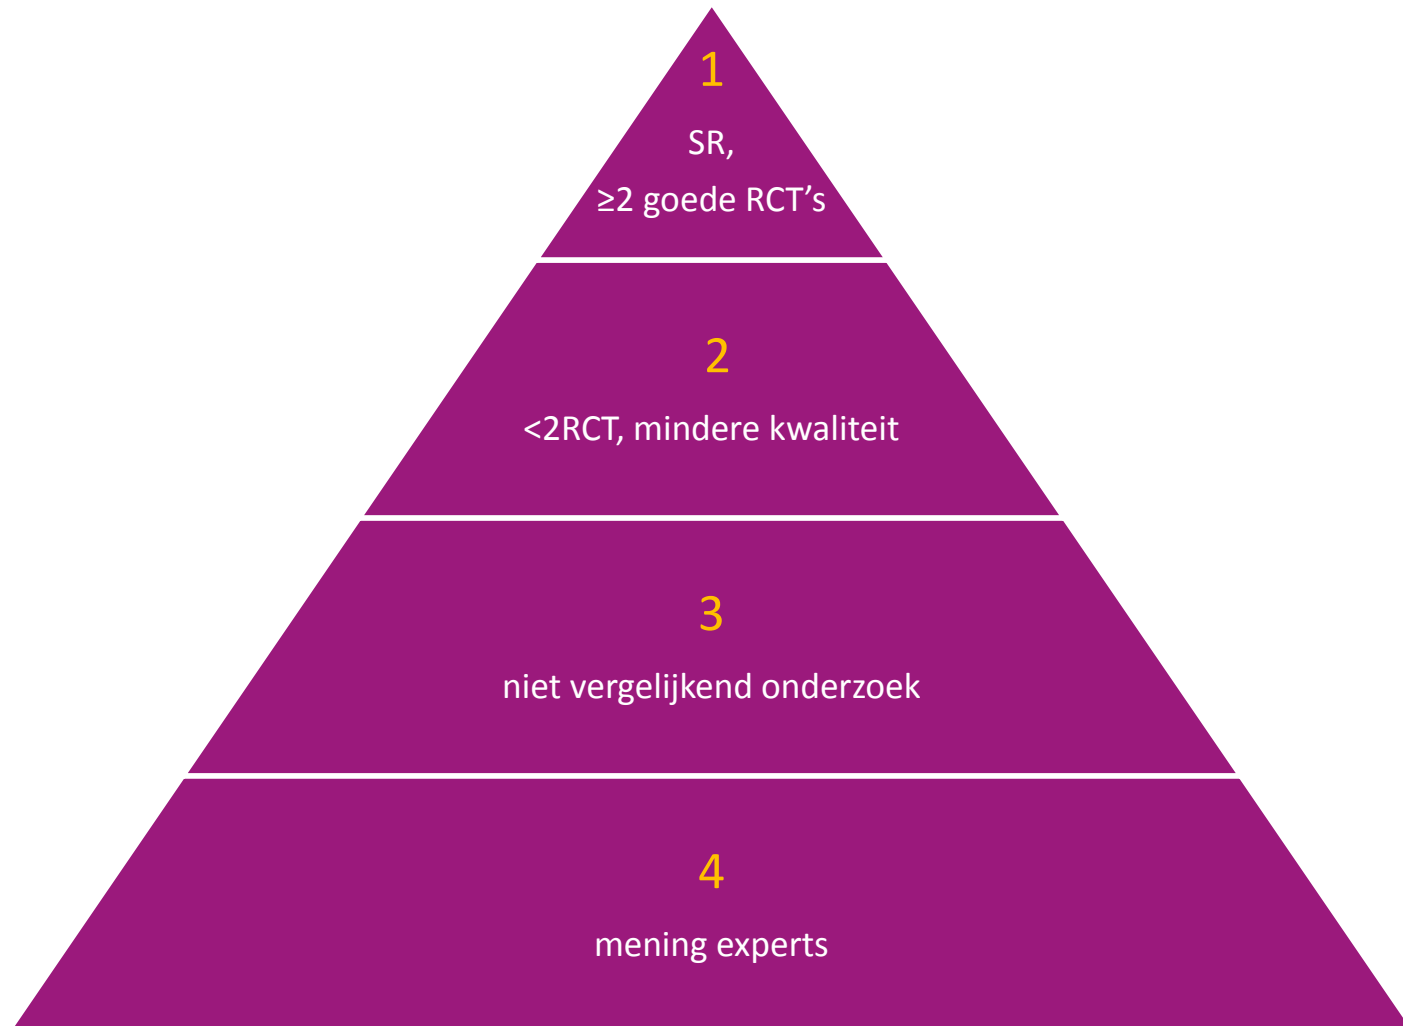 1
SR,
≥2 goede RCT’s
2
<2RCT, mindere kwaliteit
3
niet vergelijkend onderzoek
4
mening experts